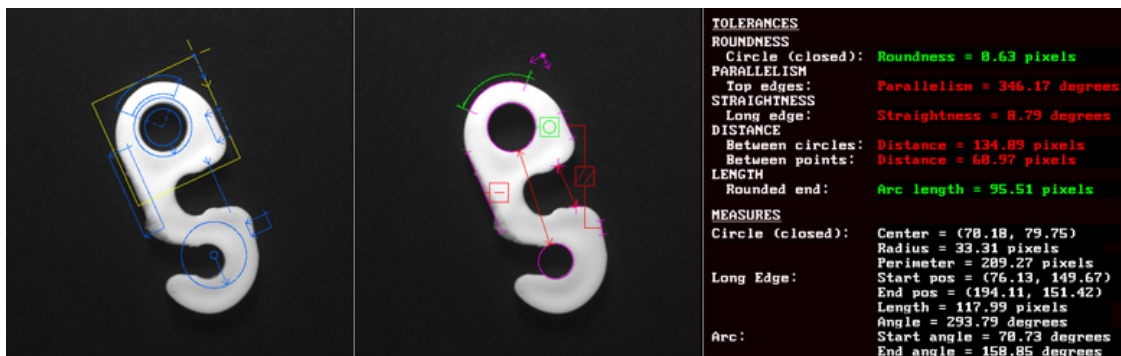 TOLERANCES
ROUNDNESS
Circle (closed): Roundness = 0.63 pixels
PARALLELISM
Top edges: Parallelism = 346.17 degrees
STRAIGHTNESS
Long edge: Straightness = 8.79 pixels
DISTANCE
Between circles: Distance = 134.89 pixels
Between points: Distance = 60.97 pixels
LENGTH
Rounded end: Arc length = 95.51 pixels
MEASURES
Circle (closed): Center = (70.18, 79.75)
Radius = 33.31 pixels
Perimeter = 209.27 pixels
Long Edge: Start pos = (76.13, 149.67)
End pos = (194.11, 151.42)
Length = 117.99 pixels
Angle = 293.79 degrees
Arc: Start angle = 70.73 degrees
End angle = 158.85 degrees